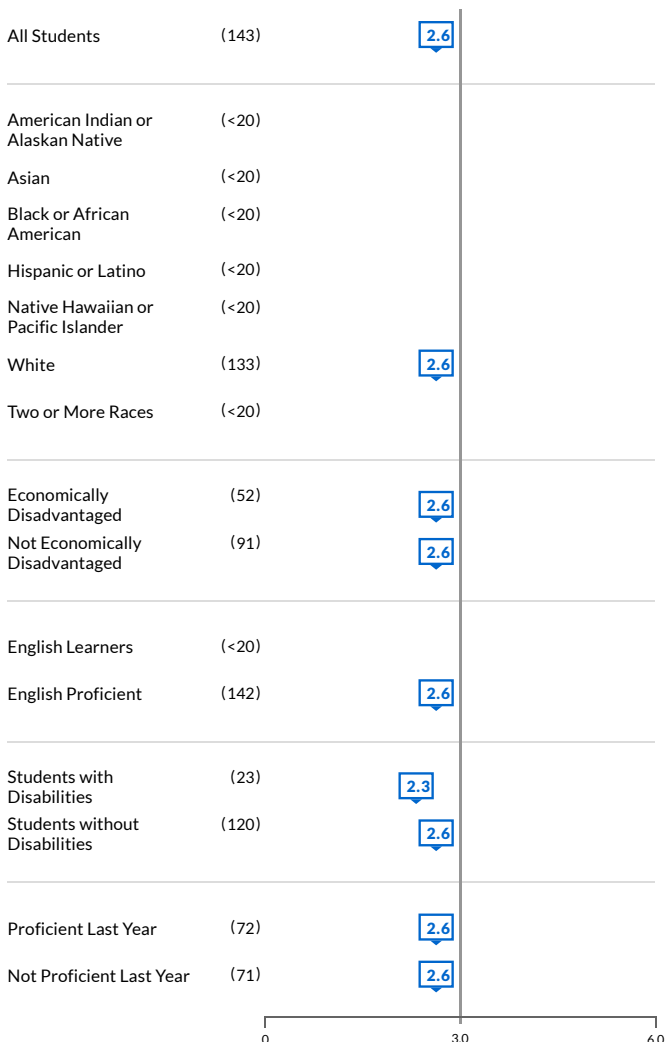 All Students (143) 2.6
American Indian or
Alaskan Native (<20)
Asian (<20)
Black or African
American (<20)
Hispanic or Latino (<20)
Native Hawaiian or
Pacific Islander (<20)
White (133) 2.6
Two or More Races (<20)
Economically
Disadvantaged (52) 2.6
Not Economically
Disadvantaged (91) 2.6
English Learners (<20)
English Proficient (142) 2.6
Students with
Disabilities (23) 2.3
Students without
Disabilities (120) 2.6
Proficient Last Year (72) 2.6
Not Proficient Last Year (71) 2.6
0 3.0 6.0